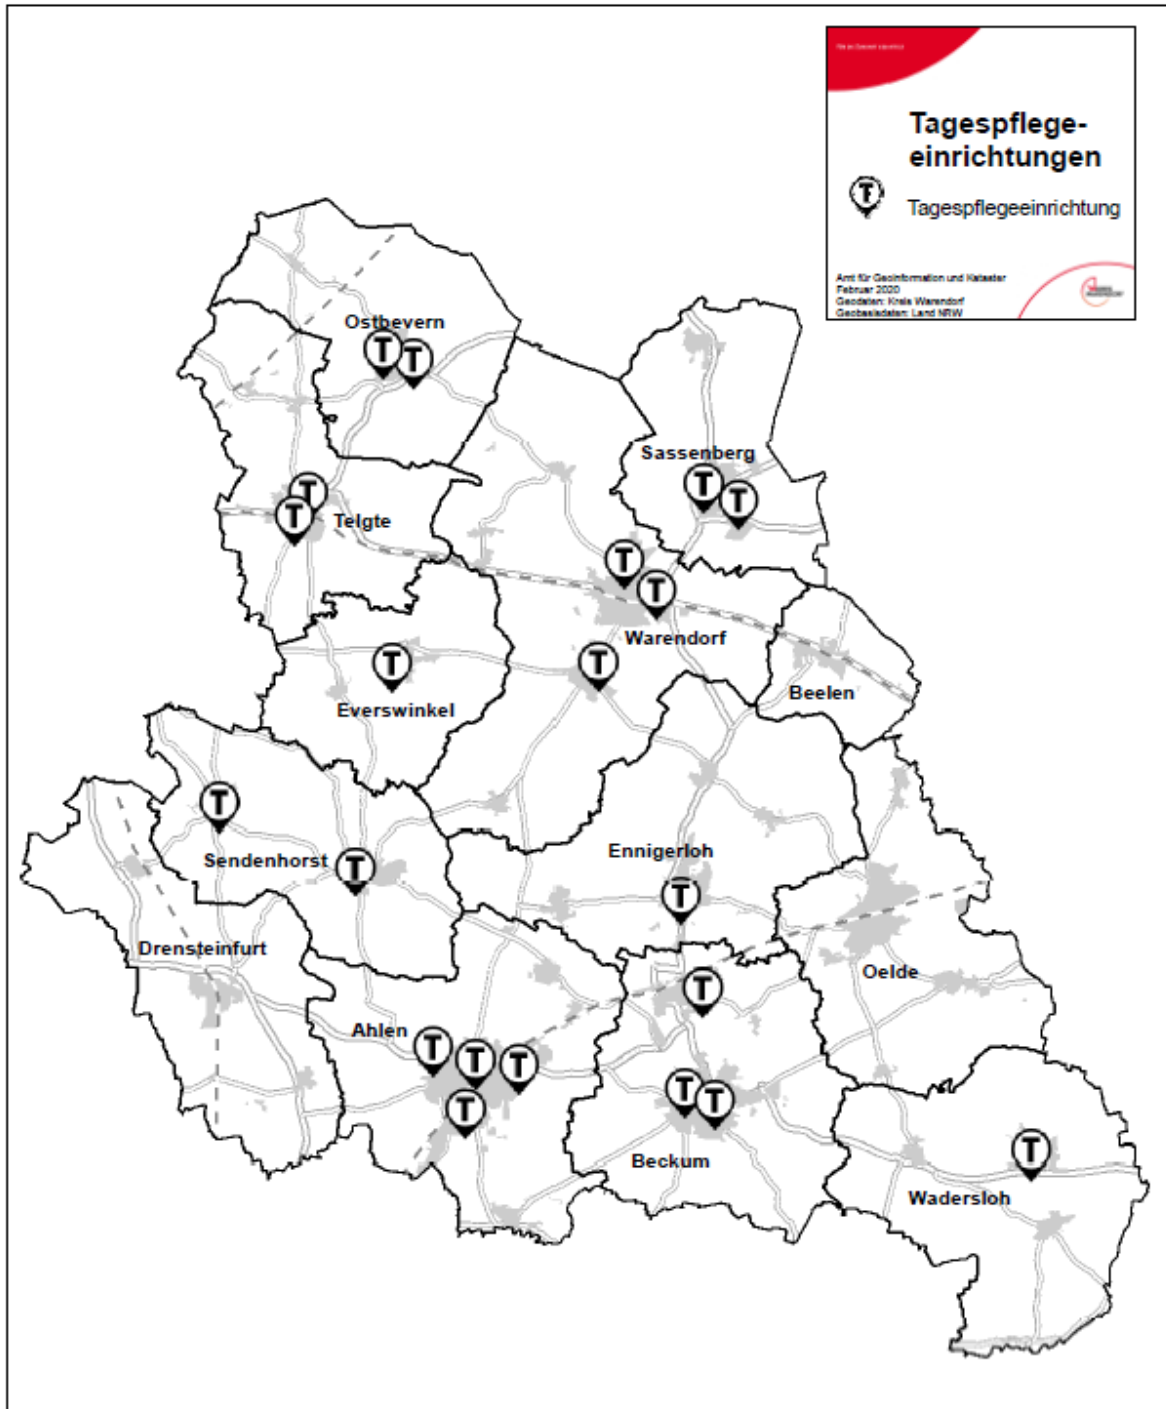 Tagespflege-
einrichtungen
T
Tagespflegeeinrichtung
Amt für Geoinformation und Kataster
Februar 2020
Geodaten: Kreis Warendorf
Geobasisdaten: Land NRW
Ostbevern
T T
Sassenberg
T T
T
T
Telgte
T
T
Warendorf
T
T
Everswinkel
Beelen
T
Sendenhorst
T
Ennigerloh
T
Drensteinfurt
Oelde
T
Ahlen
T T T
T
T T
Beckum
T
Wadersloh